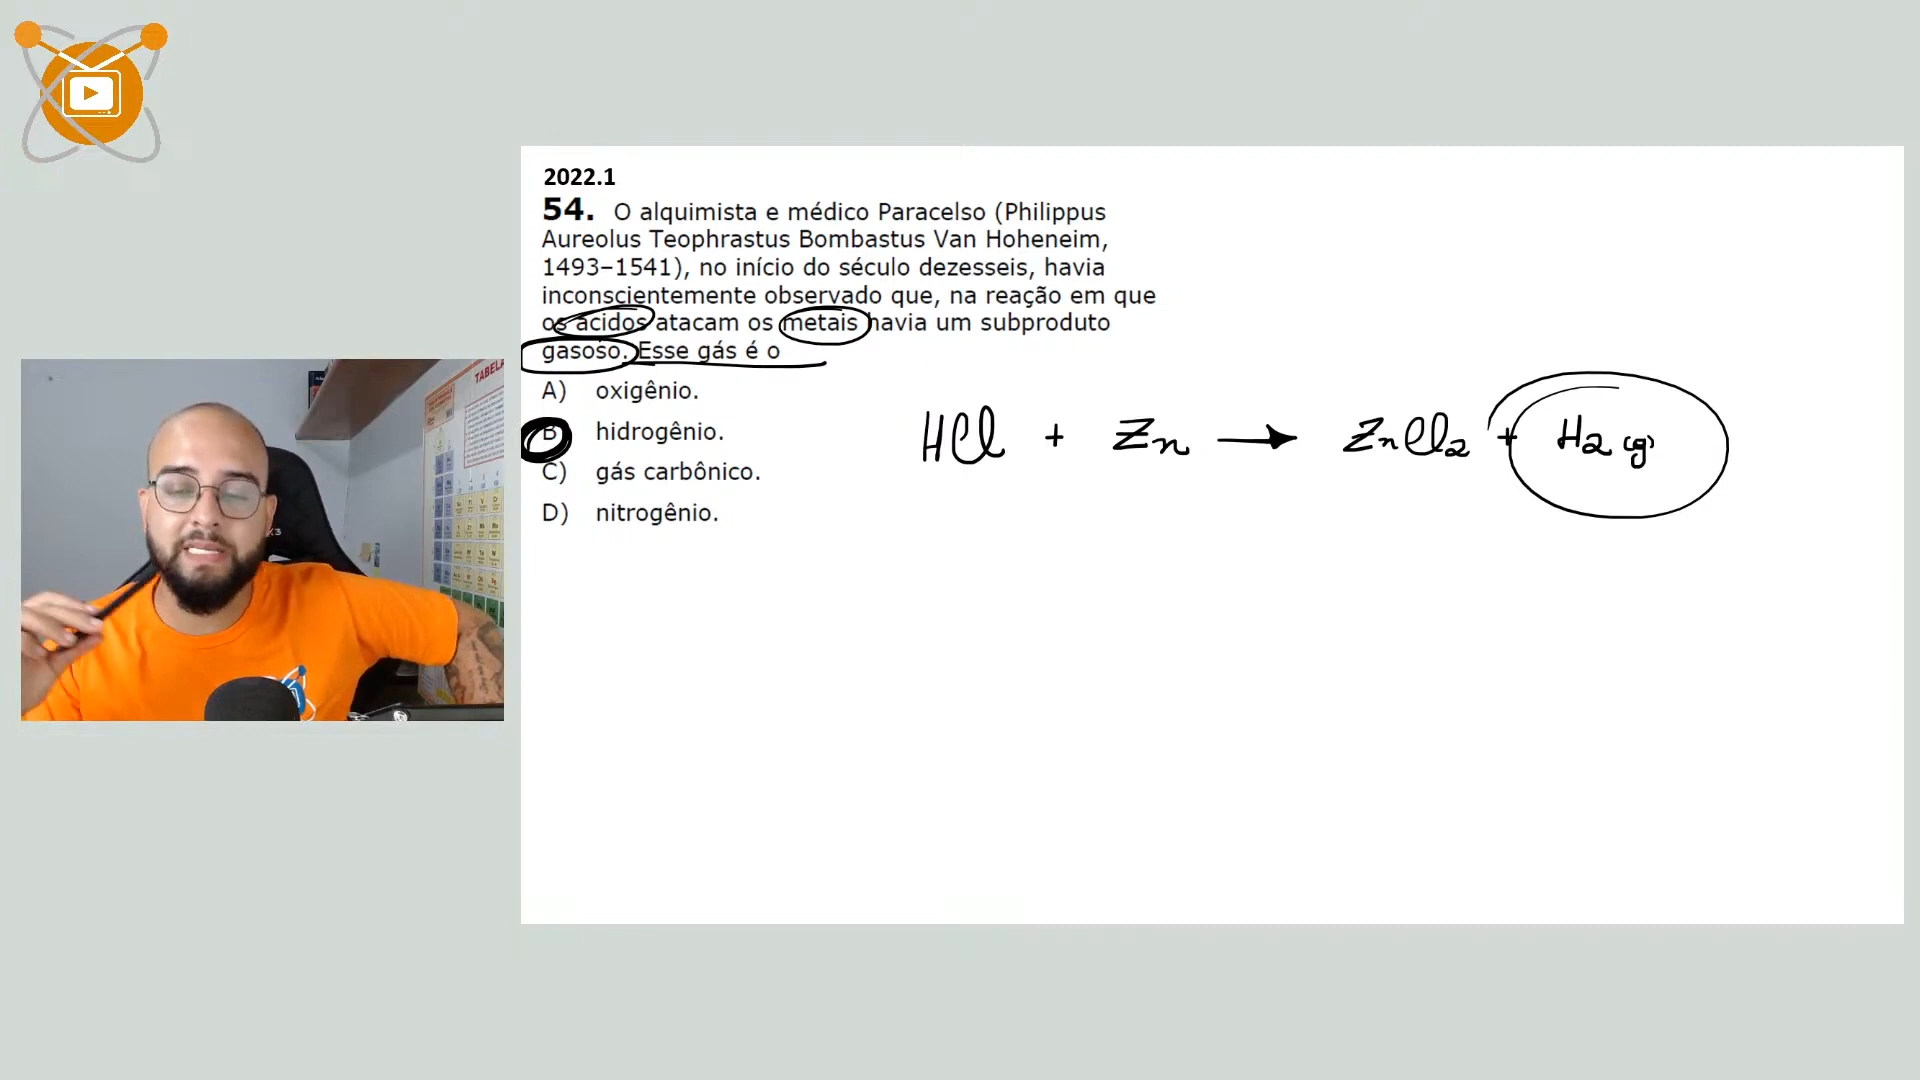 2022.1
54. O alquimista e médico Paracelso (Philippus
Aureolus Teophrastus Bombastus Van Hoheneim,
1493–1541), no início do século dezesseis, havia
inconscientemente observado que, na reação em que
os ácidos atacam os metais havia um subproduto
gasoso. Esse gás é o
A) oxigênio.
B) hidrogênio.
C) gás carbônico.
D) nitrogênio.
HCl + Zn → ZnCl2 + H2 (g)
TABELA